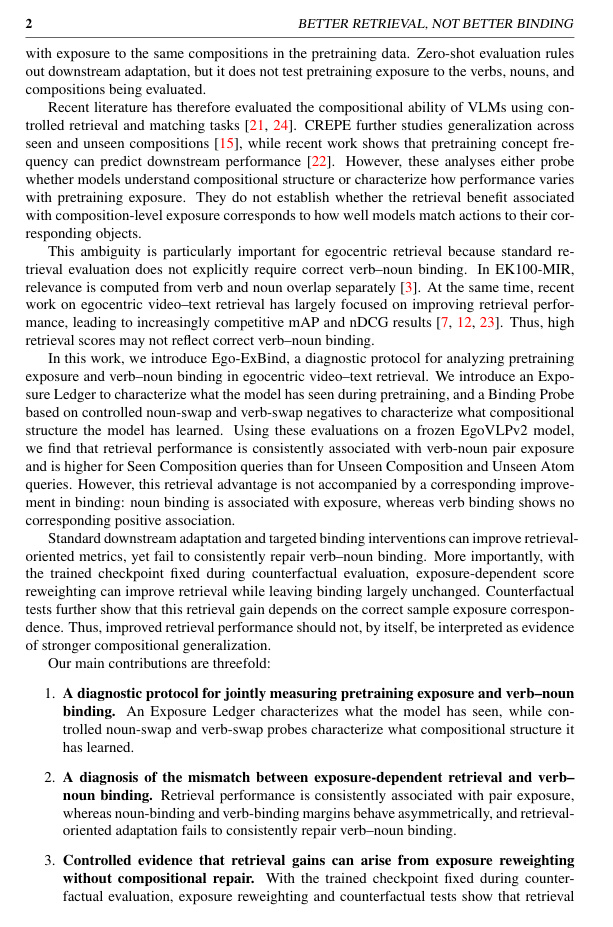 2 BETTER RETRIEVAL, NOT BETTER BINDING
with exposure to the same compositions in the pretraining data. Zero-shot evaluation rules
out downstream adaptation, but it does not test pretraining exposure to the verbs, nouns, and
compositions being evaluated.
Recent literature has therefore evaluated the compositional ability of VLMs using con-
trolled retrieval and matching tasks [21, 24]. CREPE further studies generalization across
seen and unseen compositions [15], while recent work shows that pretraining concept fre-
quency can predict downstream performance [22]. However, these analyses either probe
whether models understand compositional structure or characterize how performance varies
with pretraining exposure. They do not establish whether the retrieval benefit associated
with composition-level exposure corresponds to how well models match actions to their cor-
responding objects.
This ambiguity is particularly important for egocentric retrieval because standard re-
trieval evaluation does not explicitly require correct verb–noun binding. In EK100-MIR,
relevance is computed from verb and noun overlap separately [3]. At the same time, recent
work on egocentric video–text retrieval has largely focused on improving retrieval perfor-
mance, leading to increasingly competitive mAP and nDCG results [7, 12, 23]. Thus, high
retrieval scores may not reflect correct verb–noun binding.
In this work, we introduce Ego-ExBind, a diagnostic protocol for analyzing pretraining
exposure and verb–noun binding in egocentric video–text retrieval. We introduce an Expo-
sure Ledger to characterize what the model has seen during pretraining, and a Binding Probe
based on controlled noun-swap and verb-swap negatives to characterize what compositional
structure the model has learned. Using these evaluations on a frozen EgoVLPv2 model,
we find that retrieval performance is consistently associated with verb-noun pair exposure
and is higher for Seen Composition queries than for Unseen Composition and Unseen Atom
queries. However, this retrieval advantage is not accompanied by a corresponding improve-
ment in binding: noun binding is associated with exposure, whereas verb binding shows no
corresponding positive association.
Standard downstream adaptation and targeted binding interventions can improve retrieval-
oriented metrics, yet fail to consistently repair verb–noun binding. More importantly, with
the trained checkpoint fixed during counterfactual evaluation, exposure-dependent score
reweighting can improve retrieval while leaving binding largely unchanged. Counterfactual
tests further show that this retrieval gain depends on the correct sample exposure correspon-
dence. Thus, improved retrieval performance should not, by itself, be interpreted as evidence
of stronger compositional generalization.
Our main contributions are threefold:
1. A diagnostic protocol for jointly measuring pretraining exposure and verb–noun
binding. An Exposure Ledger characterizes what the model has seen, while con-
trolled noun-swap and verb-swap probes characterize what compositional structure it
has learned.
2. A diagnosis of the mismatch between exposure-dependent retrieval and verb–
noun binding. Retrieval performance is consistently associated with pair exposure,
whereas noun-binding and verb-binding margins behave asymmetrically, and retrieval-
oriented adaptation fails to consistently repair verb–noun binding.
3. Controlled evidence that retrieval gains can arise from exposure reweighting
without compositional repair. With the trained checkpoint fixed during counter-
factual evaluation, exposure reweighting and counterfactual tests show that retrieval